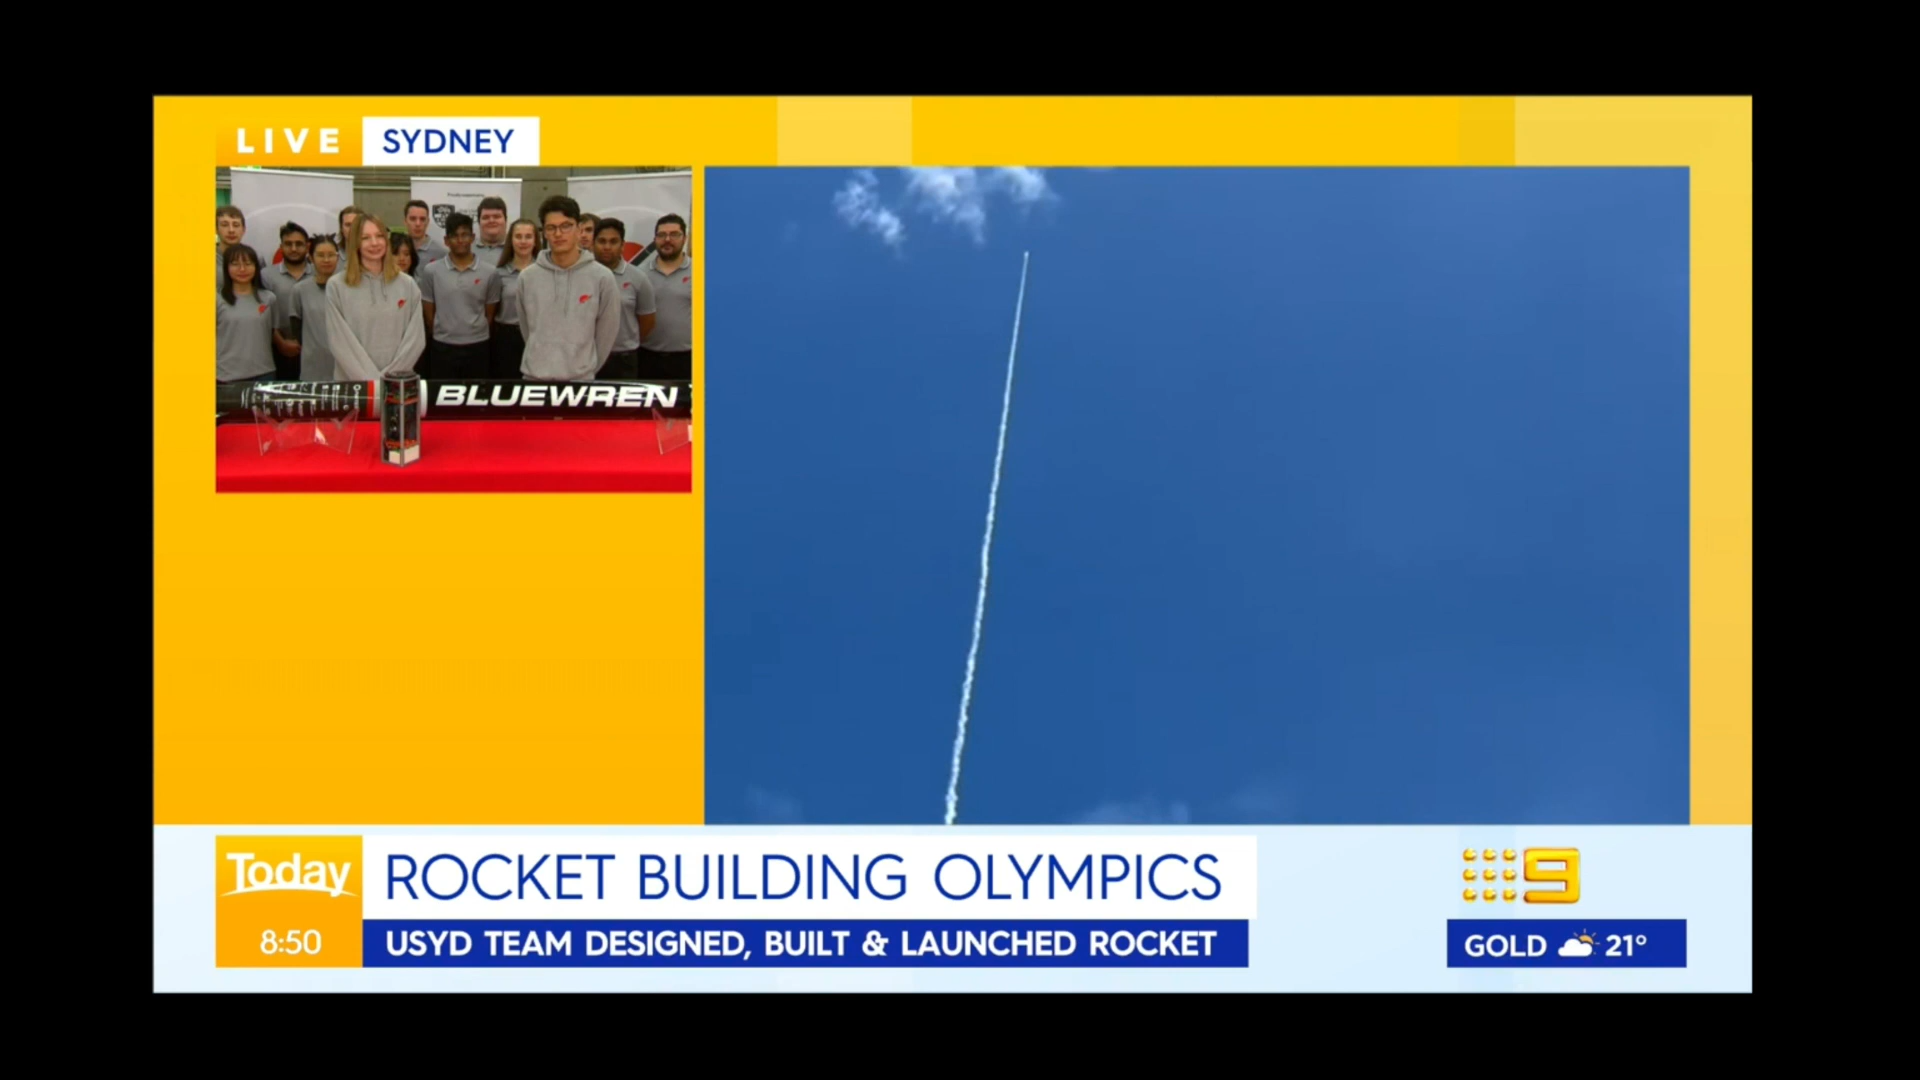 LIVE SYDNEY
BLUEWREN
Today
8:50
ROCKET BUILDING OLYMPICS
USYD TEAM DESIGNED, BUILT & LAUNCHED ROCKET
9
GOLD 21°